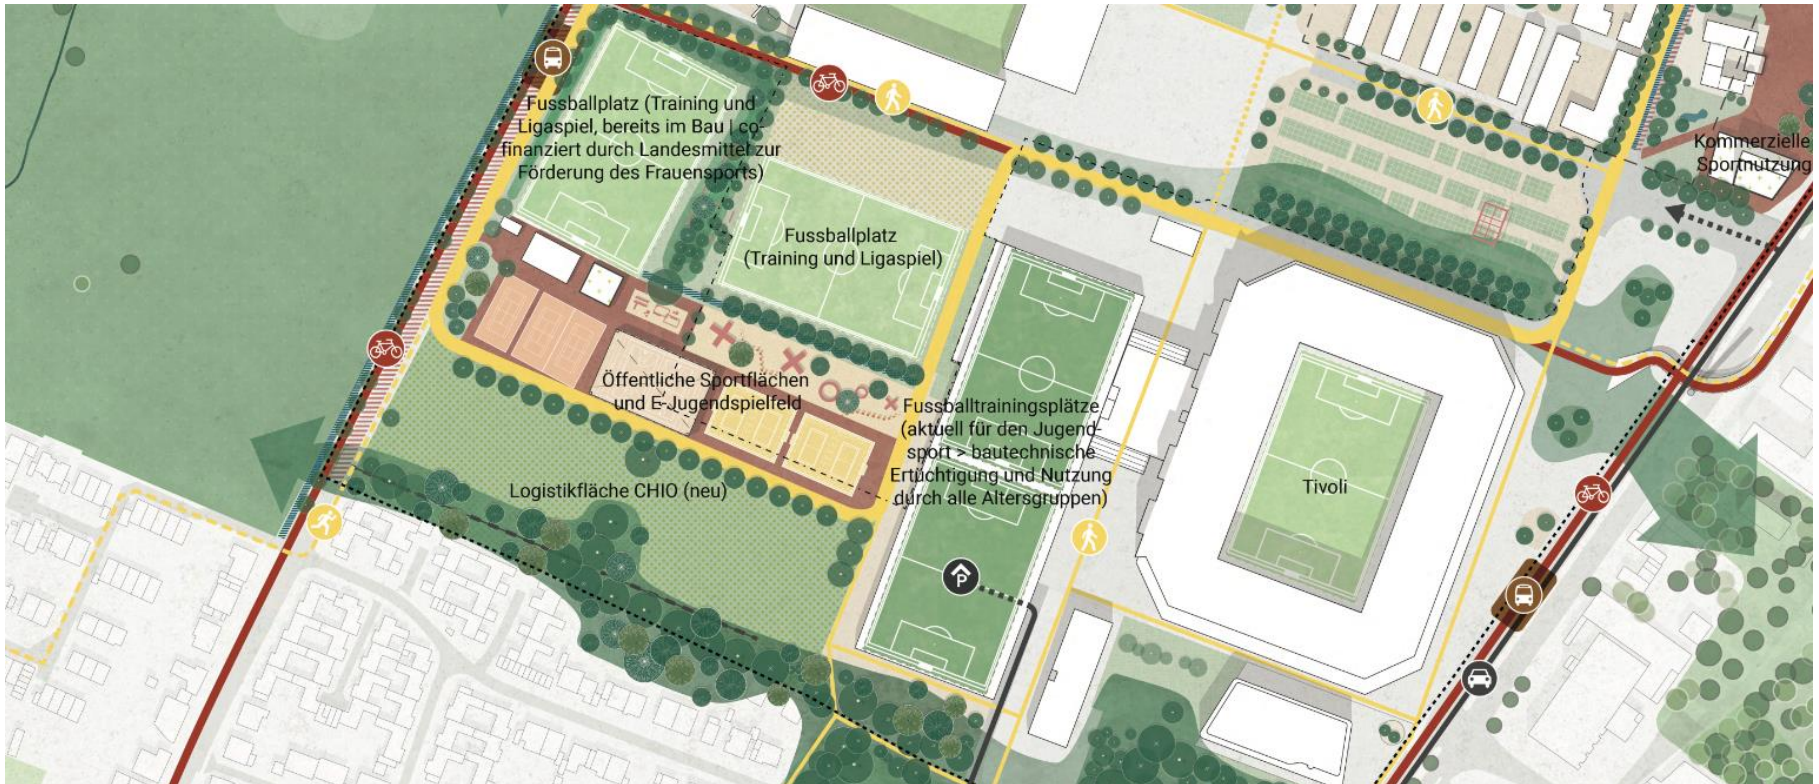 Fussballplatz (Training und
Ligaspiel, bereits im Bau | co-
finanziert durch Landesmittel zur
Förderung des Frauensports)
Fussballplatz
(Training und Ligaspiel)
Kommerzielle
Sportnutzung
Öffentliche Sportflächen
und E-Jugendspielfeld
Fussballtrainingsplätze
(aktuell für den Jugend-
sport > bautechnische
Ertüchtigung und Nutzung
durch alle Altersgruppen)
Logistikfläche CHIO (neu)
Tivoli
P